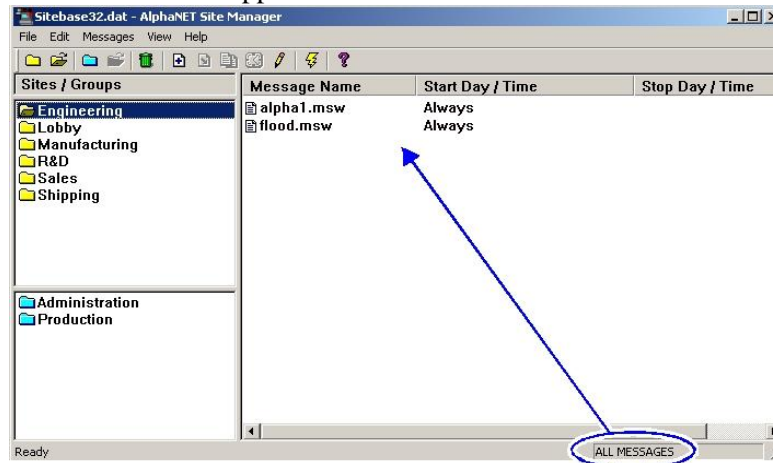 Sitebase32.dat - AlphaNET Site Manager
File Edit Messages View Help
Sites / Groups
Message Name Start Day / Time Stop Day / Time
Engineering
Lobby
Manufacturing
R&D
Sales
Shipping
alpha1.msw Always
flood.msw Always
Administration
Production
Ready
ALL MESSAGES